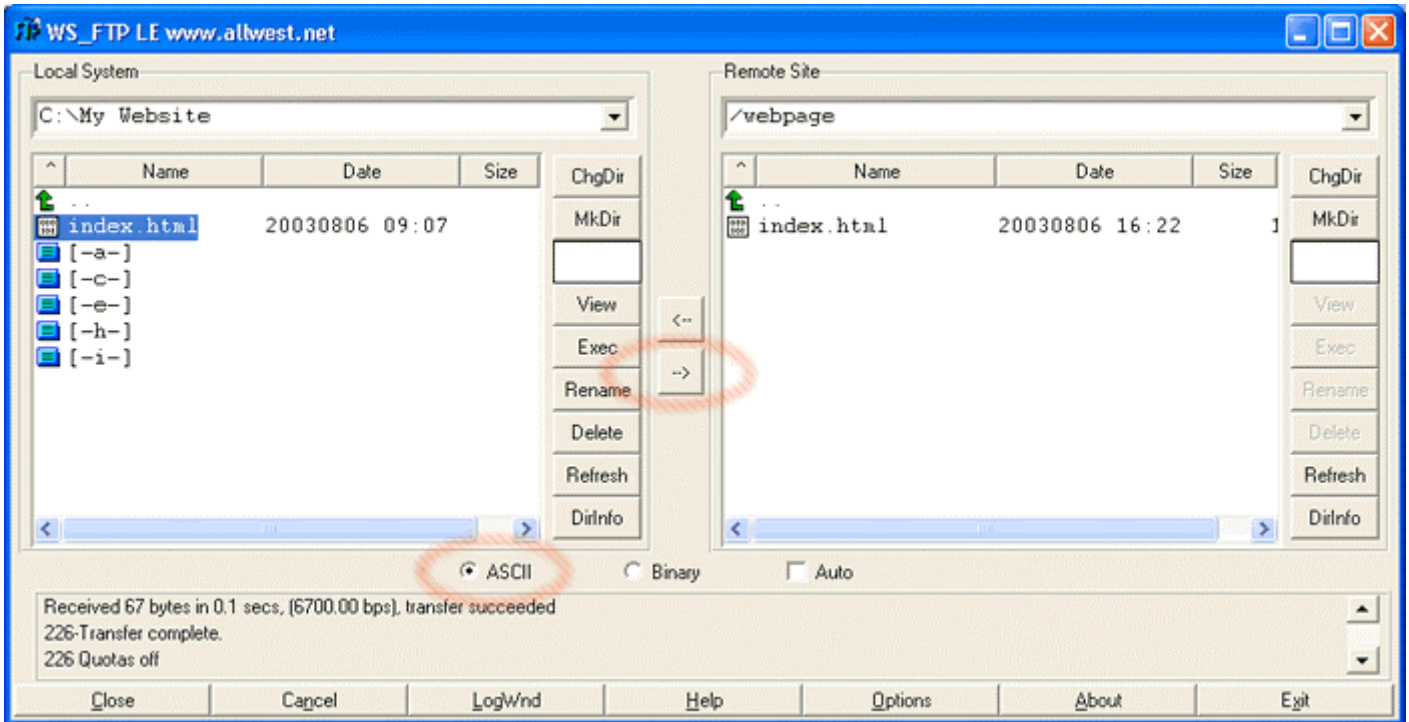 WS_FTP LE www.allwest.net
Local System
C:\My Website
^ Name Date Size
..
index.html 20030806 09:07
[-a-]
[-c-]
[-e-]
[-h-]
[-i-]
ChgDir
MkDir
View
Exec
Rename
Delete
Refresh
DirInfo
<--
-->
Remote Site
/webpage
^ Name Date Size
..
index.html 20030806 16:22 1
ChgDir
MkDir
View
Exec
Rename
Delete
Refresh
DirInfo
ASCII Binary Auto
Received 67 bytes in 0.1 secs, (6700.00 bps), transfer succeeded
226-Transfer complete.
226 Quotas off
Close Cancel LogWnd Help Options About Exit